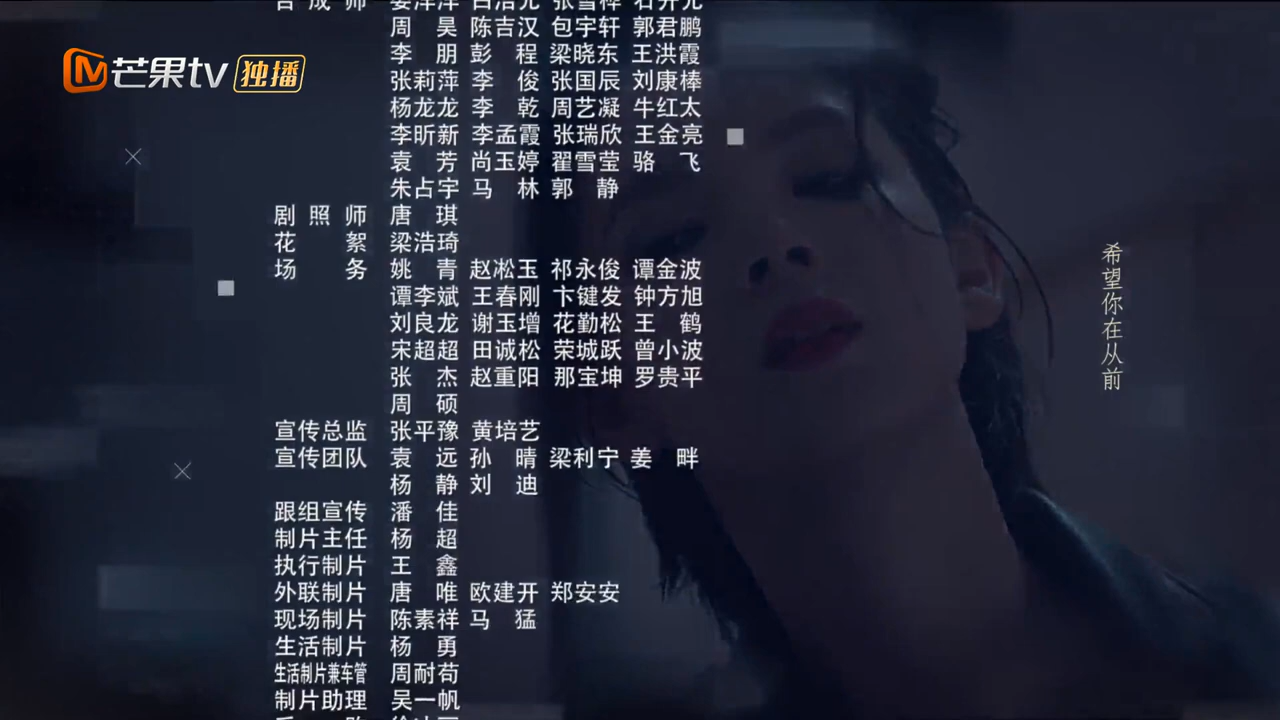 芒果tv 独播
周昊 陈吉汉 包宇轩 郭君鹏
李朋 彭程 梁晓东 王洪霞
张莉萍 李俊 张国辰 刘康棒
杨龙龙 李乾 周艺凝 牛红太
李昕新 李孟霞 张瑞欣 王金亮
袁芳 尚玉婷 翟雪莹 骆飞
朱占宇 马林 郭静
剧照师 唐琪
花絮 梁浩琦
场务 姚青 赵凇玉 祁永俊 谭金波
谭李斌 王春刚 卞键发 钟方旭
刘良龙 谢玉增 花勤松 王鹤
宋超超 田诚松 荣城跃 曾小波
张杰 赵重阳 那宝坤 罗贵平
周硕
宣传总监 张平豫 黄培艺
宣传团队 袁远 孙晴 梁利宁 姜畔
杨静 刘迪
跟组宣传 潘佳
制片主任 杨超
执行制片 王鑫
外联制片 唐唯 欧建开 郑安安
现场制片 陈素祥 马猛
生活制片 杨勇
生活制片兼车管 周耐苟
制片助理 吴一帆
希望你在从前